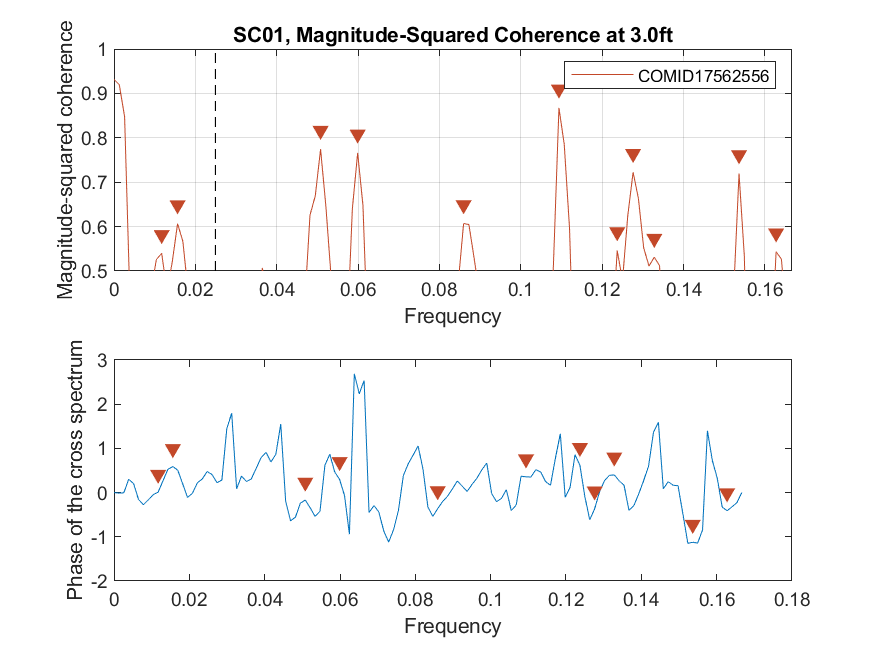 SC01, Magnitude-Squared Coherence at 3.0ft
Magnitude-squared coherence
1
0.9
0.8
0.7
0.6
0.5
COMID17562556
0 0.02 0.04 0.06 0.08 0.1 0.12 0.14 0.16
Frequency
Phase of the cross spectrum
3
2
1
0
-1
-2
0 0.02 0.04 0.06 0.08 0.1 0.12 0.14 0.16 0.18
Frequency